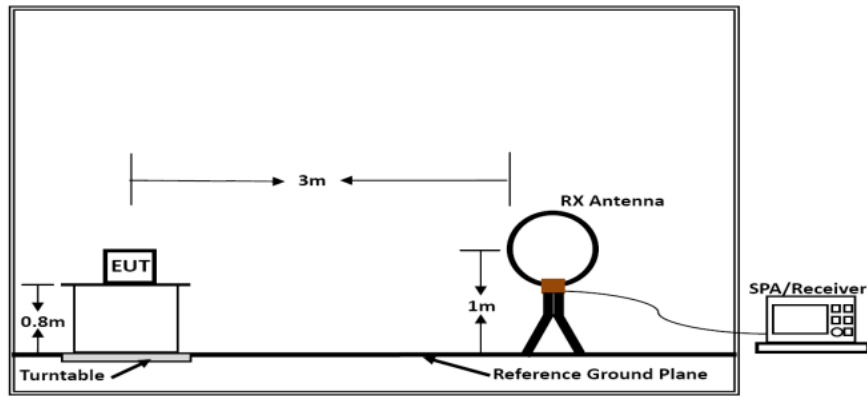 3m
RX Antenna
EUT
SPA/Receiver
0.8m
1m
Turntable
Reference Ground Plane